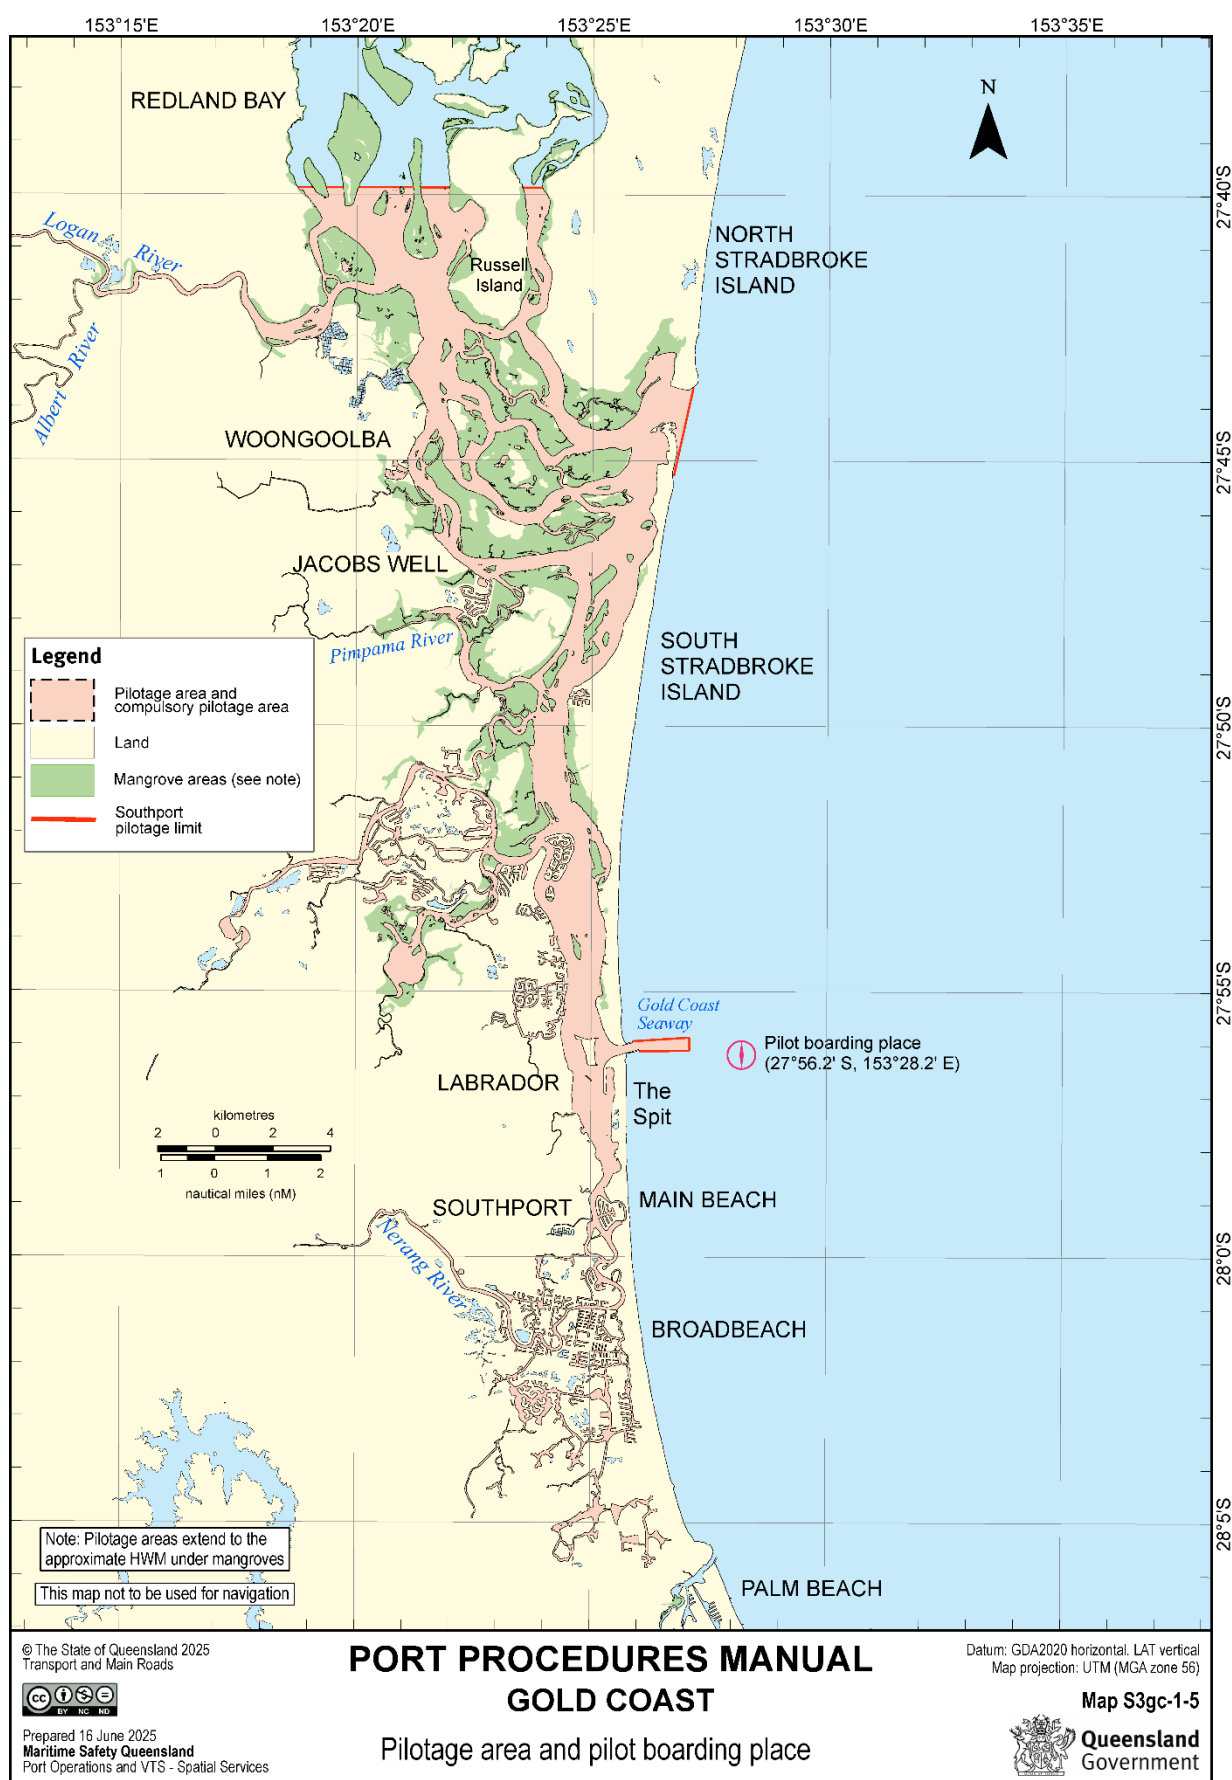 153°15'E 153°20'E 153°25'E 153°30'E 153°35'E
REDLAND BAY
N
27°40'S
Logan River
NORTH
STRADBROKE
ISLAND
Russell
Island
Albert River
WOONGOOLBA
27°45'S
JACOBS WELL
Pimpama River
SOUTH
STRADBROKE
ISLAND
Legend
Pilotage area and
compulsory pilotage area
Land
Mangrove areas (see note)
Southport
pilotage limit
27°50'S
27°55'S
Gold Coast
Seaway
Pilot boarding place
(27°56.2' S, 153°28.2' E)
LABRADOR
The
Spit
kilometres
2 0 2 4
1 0 1 2
nautical miles (nM)
SOUTHPORT
MAIN BEACH
Nerang River
28°0'S
BROADBEACH
28°5'S
Note: Pilotage areas extend to the
approximate HWM under mangroves
This map not to be used for navigation
PALM BEACH
© The State of Queensland 2025
Transport and Main Roads
cc
BY NC ND
Prepared 16 June 2025
Maritime Safety Queensland
Port Operations and VTS - Spatial Services
PORT PROCEDURES MANUAL
GOLD COAST
Pilotage area and pilot boarding place
Datum: GDA2020 horizontal. LAT vertical
Map projection: UTM (MGA zone 56)
Map S3gc-1-5
Queensland
Government